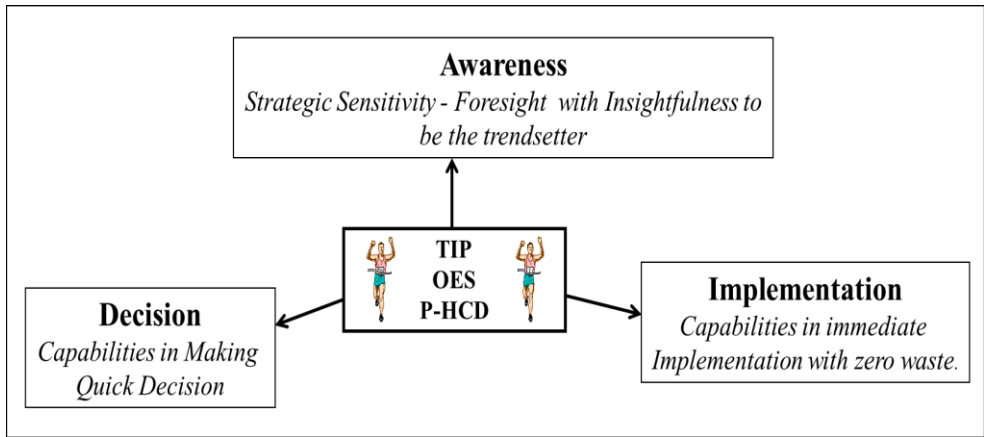 Awareness
Strategic Sensitivity - Foresight with Insightfulness to
be the trendsetter
TIP
OES
P-HCD
Decision
Capabilities in Making
Quick Decision
Implementation
Capabilities in immediate
Implementation with zero waste.